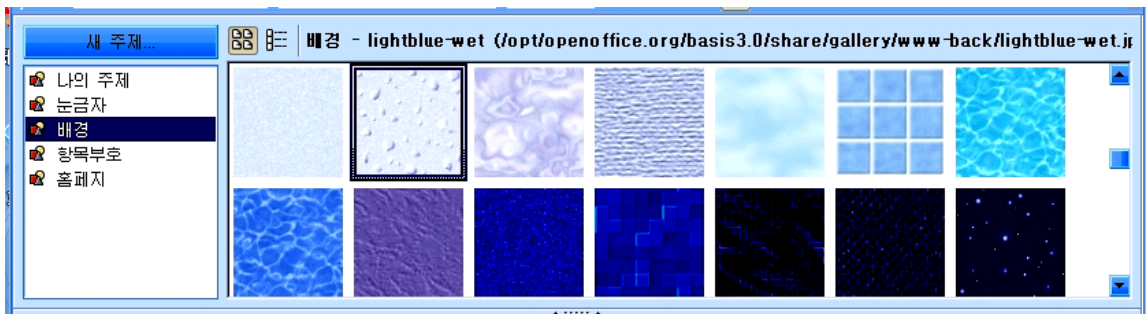 새 주제...
배경 - lightblue-wet (/opt/openoffice.org/basis3.0/share/gallery/www-back/lightblue-wet.jp
나의 주제
눈금자
배경
항목부호
홈페지